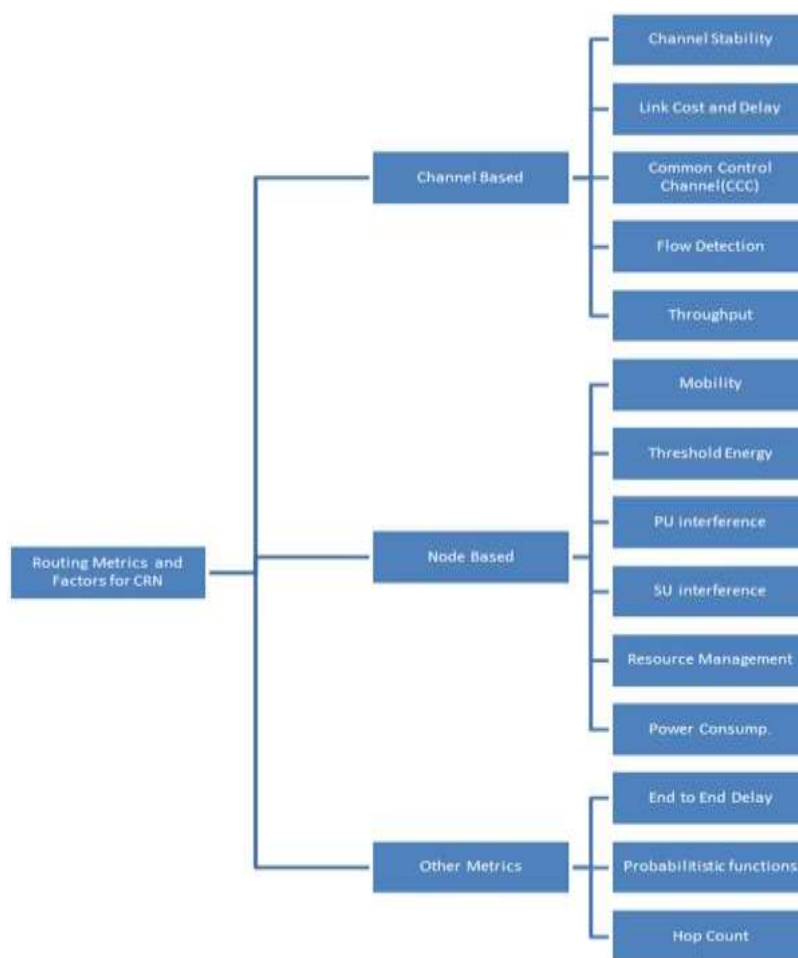 Routing Metrics and
Factors for CRN
Channel Based
Channel Stability
Link Cost and Delay
Common Control
Channel(CCC)
Flow Detection
Throughput
Node Based
Mobility
Threshold Energy
PU interference
SU interference
Resource Management
Power Consump.
Other Metrics
End to End Delay
Probabilitistic functions
Hop Count